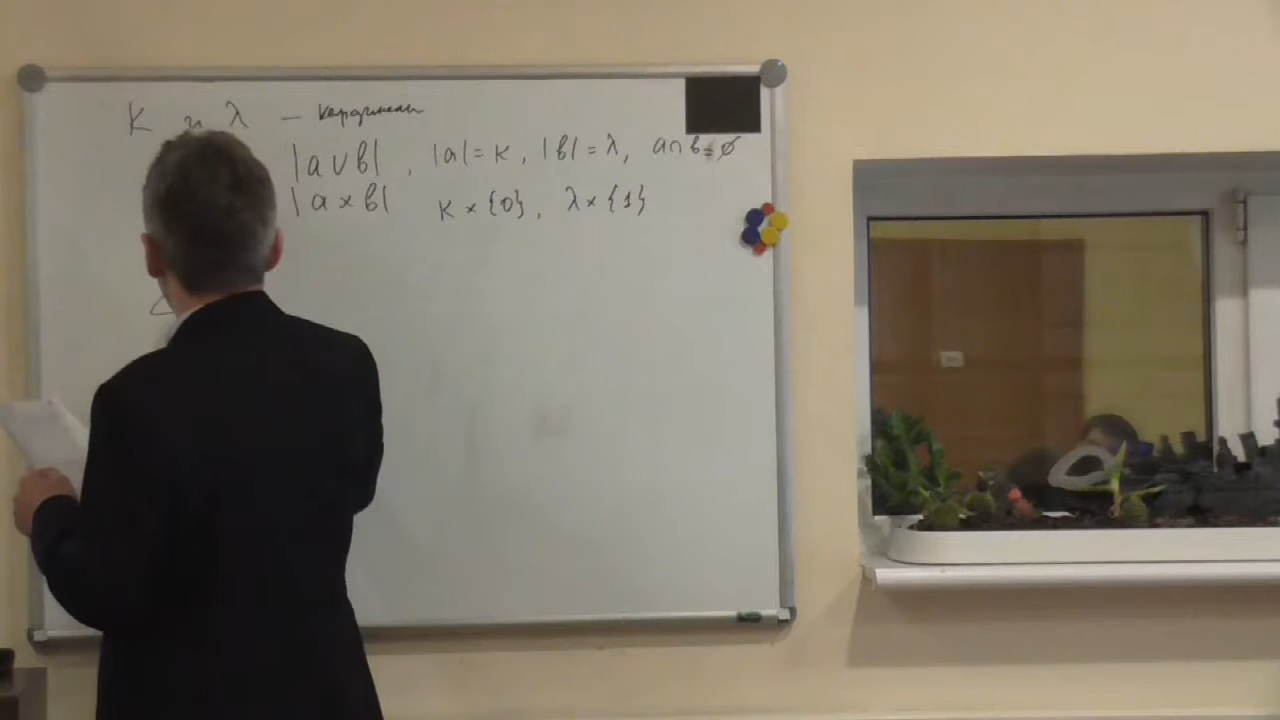 κ и λ – кардиналы
|a ∪ b| , |a| = κ , |b| = λ , a ∩ b = ∅
|a × b| κ × {0} , λ × {1}